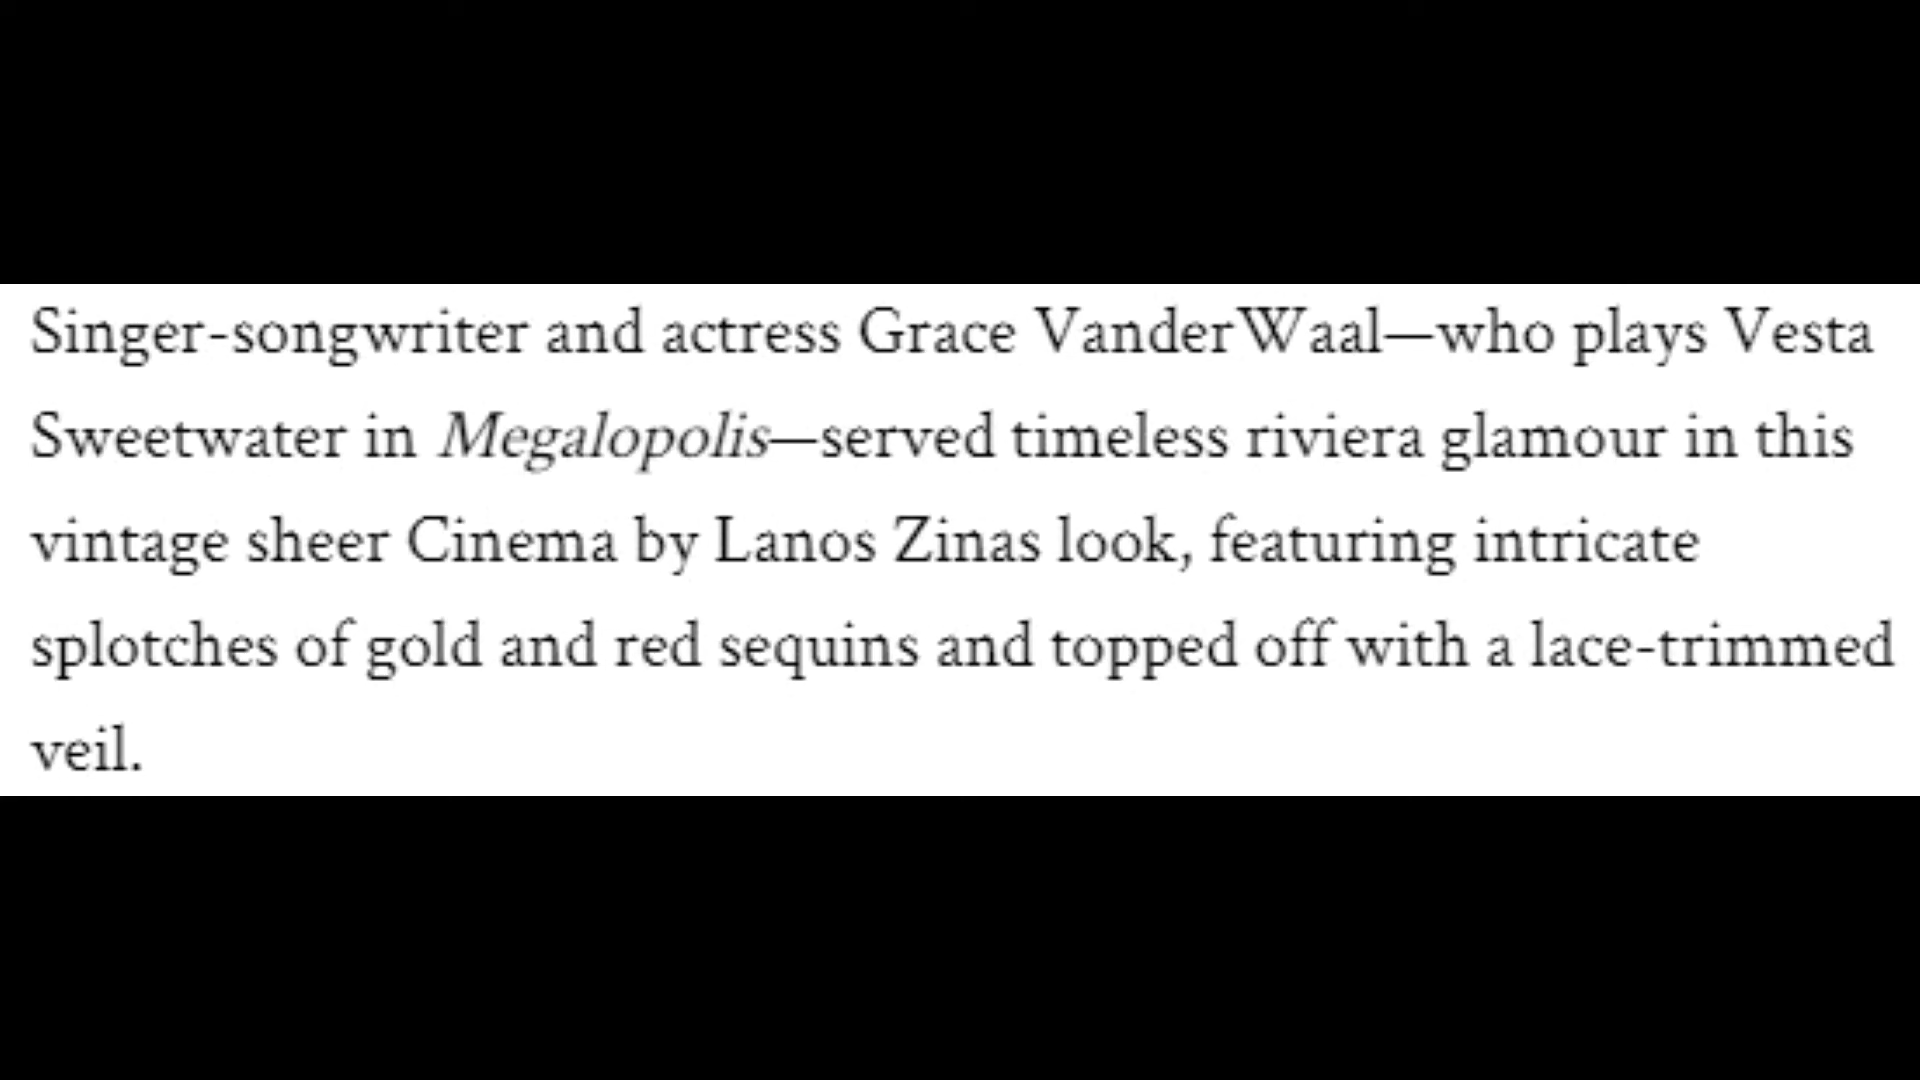 Singer-songwriter and actress Grace VanderWaal—who plays Vesta
Sweetwater in Megalopolis—served timeless riviera glamour in this
vintage sheer Cinema by Lanos Zinas look, featuring intricate
splotches of gold and red sequins and topped off with a lace-trimmed
veil.